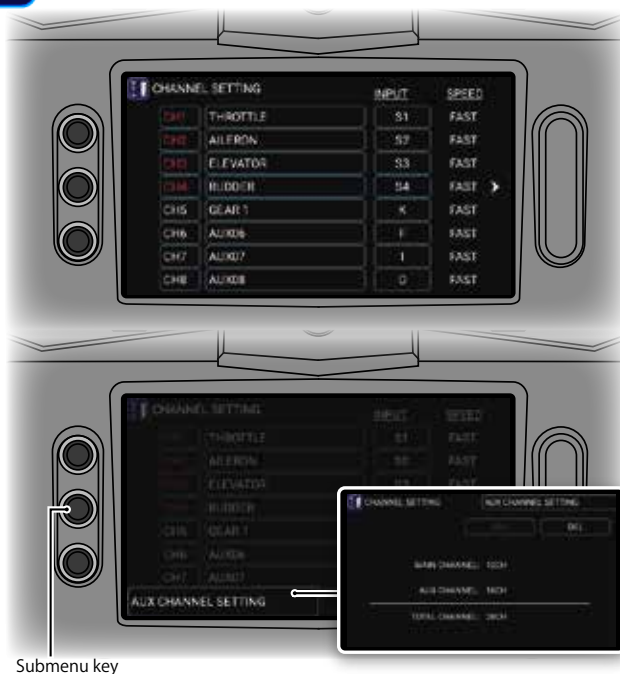 CHANNEL SETTING INPUT SPEED
CH1 THROTTLE S1 FAST
CH2 AILERON S2 FAST
CH3 ELEVATOR S3 FAST
CH4 RUDDER S4 FAST
CH5 GEAR 1 K FAST
CH6 AUX06 F FAST
CH7 AUX07 I FAST
CH8 AUX08 FAST
CHANNEL SETTING INPUT SPEED
THROTTLE S1 FAST
AILERON FAST
ELEVATOR
RUDDER
CH5 GEAR 1
CH6 AUX06
CH7 AUX07
AUX CHANNEL SETTING
CHANNEL SETTING AUX CHANNEL SETTING
DEL
MAIN CHANNEL:
AUX CHANNEL:
TOTAL CHANNEL:
Submenu key